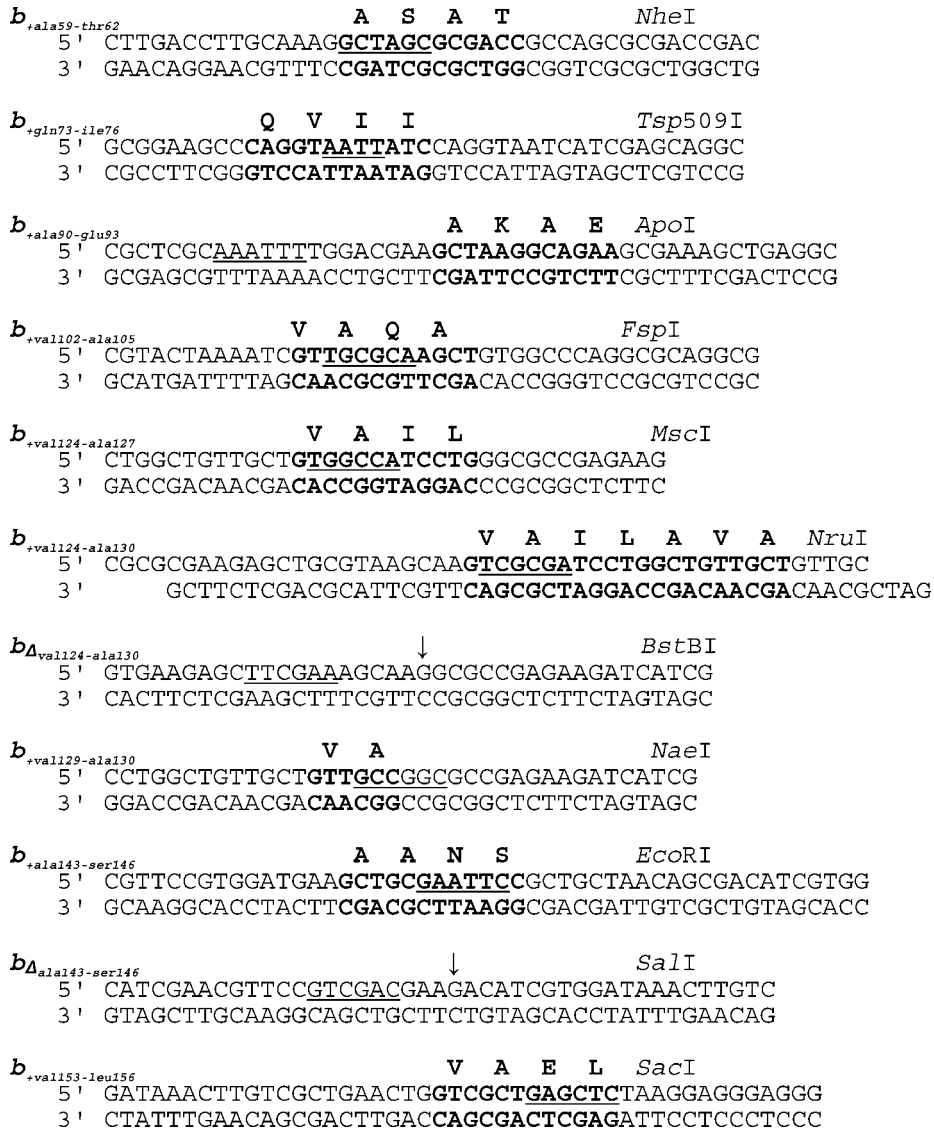 b+ala59-thr62 A S A T NheI
5' CTTGACCTTGCAAAGGCTAGCGCGACCGCCAGCGCGACCGAC
3' GAACAGGAACGTTTCCGATCGCGCTGGCGGTCGCGCTGGCTG
b+gln73-ile76 Q V I I Tsp509I
5' GCGGAAGCCCAGGTAATTATCCAGGTAATCATCGAGCAGGC
3' CGCCTTCGGGTCCATTAATAGGTCCATTAGTAGCTCGTCCG
b+ala90-glu93 A K A E ApoI
5' CGCTCGCAAATTTTGGACGAAGCTAAGGCAGAAGCGAAAGCTGAGGC
3' GCGAGCGTTTAAAACCTGCTTCGATTCCGTCTTCGCTTTCGACTCCG
b+val102-ala105 V A Q A FspI
5' CGTACTAAAATCGTTGCGCAAGCTGTGGCCCAGGCGCAGGCG
3' GCATGATTTTAGCAACGCGTTCGACACCGGGTCCGCGTCCGC
b+val124-ala127 V A I L MscI
5' CTGGCTGTTGCTGTGGCCATCCTGGGCGCCGAGAAG
3' GACCGACAACGACACCGGTAGGACCCGCGGCTCTTC
b+val124-ala130 V A I L A V A NruI
5' CGCGCGAAGAGCTGCGTAAGCAAGTCGCGATCCTGGCTGTTGCTGTTGC
3' GCTTCTCGACGCATTCGTTCAGCGCTAGGACCGACAACGACAACGCTAG
bΔval124-ala130 ↓ BstBI
5' GTGAAGAGCTTCGAAAGCAAGGCGCCGAGAAGATCATCG
3' CACTTCTCGAAGCTTTCGTTCCGCGGCTCTTCTAGTAGC
b+val129-ala130 V A NaeI
5' CCTGGCTGTTGCTGTTGCCGGCGCCGAGAAGATCATCG
3' GGACCGACAACGACAACGGCCGCGGCTCTTCTAGTAGC
b+ala143-ser146 A A N S EcoRI
5' CGTTCCGTGGATGAAGCTGCGAATTCCGCTGCTAACAGCGACATCGTGG
3' GCAAGGCACCTACTTCGACGCTTAAGGCGACGATTGTCGCTGTAGCACC
bΔala143-ser146 ↓ SalI
5' CATCGAACGTTCCGTCGACGAAGACATCGTGGATAAACTTGTC
3' GTAGCTTGCAAGGCAGCTGCTTCTGTAGCACCTATTTGAACAG
b+val153-leu156 V A E L SacI
5' GATAAACTTGTCGCTGAACTGGTCGCTGAGCTCTAAGGAGGGAGGG
3' CTATTTGAACAGCGACTTGACCAGCGACTCGAGATTCCTCCCTCCC